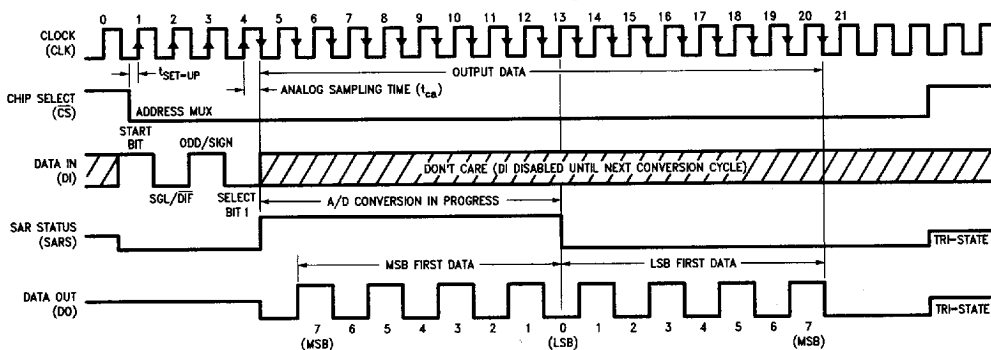 0 1 2 3 4 5 6 7 8 9 10 11 12 13 14 15 16 17 18 19 20 21
CLOCK
(CLK)
tSET-UP
OUTPUT DATA
ANALOG SAMPLING TIME (tca)
CHIP SELECT
(CS)
ADDRESS MUX
START
BIT
ODD/SIGN
DATA IN
(DI)
DON'T CARE (DI DISABLED UNTIL NEXT CONVERSION CYCLE)
SGL/DIF
SELECT
BIT 1
A/D CONVERSION IN PROGRESS
SAR STATUS
(SARS)
TRI-STATE
MSB FIRST DATA
LSB FIRST DATA
DATA OUT
(DO)
TRI-STATE
7 6 5 4 3 2 1 0 1 2 3 4 5 6 7
(MSB) (LSB) (MSB)